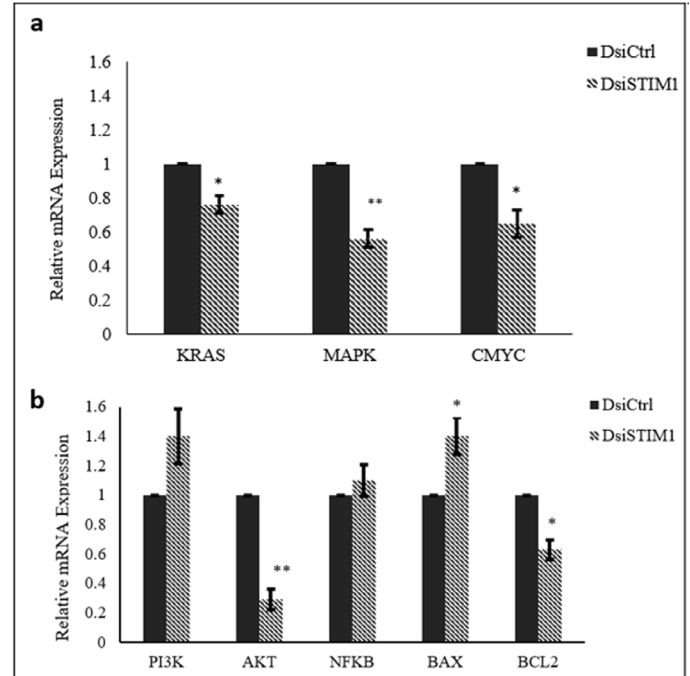 a
DsiCtrl
DsiSTIM1
Relative mRNA Expression
1.6
1.4
1.2
1
0.8
0.6
0.4
0.2
0
*
**
*
KRAS MAPK CMYC
b
DsiCtrl
DsiSTIM1
Relative mRNA Expression
1.6
1.4
1.2
1
0.8
0.6
0.4
0.2
0
**
*
*
PI3K AKT NFKB BAX BCL2